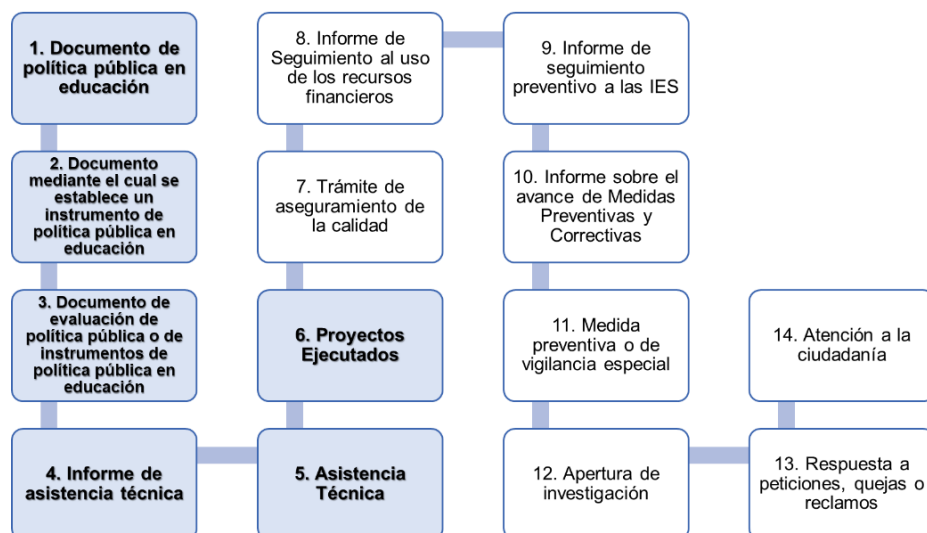 1. Documento de
política pública en
educación
2. Documento
mediante el cual se
establece un
instrumento de
política pública en
educación
3. Documento de
evaluación de
política pública o de
instrumentos de
política pública en
educación
4. Informe de
asistencia técnica
5. Asistencia
Técnica
6. Proyectos
Ejecutados
7. Trámite de
aseguramiento de
la calidad
8. Informe de
Seguimiento al uso
de los recursos
financieros
9. Informe de
seguimiento
preventivo a las IES
10. Informe sobre el
avance de Medidas
Preventivas y
Correctivas
11. Medida
preventiva o de
vigilancia especial
12. Apertura de
investigación
13. Respuesta a
peticiones, quejas o
reclamos
14. Atención a la
ciudadanía